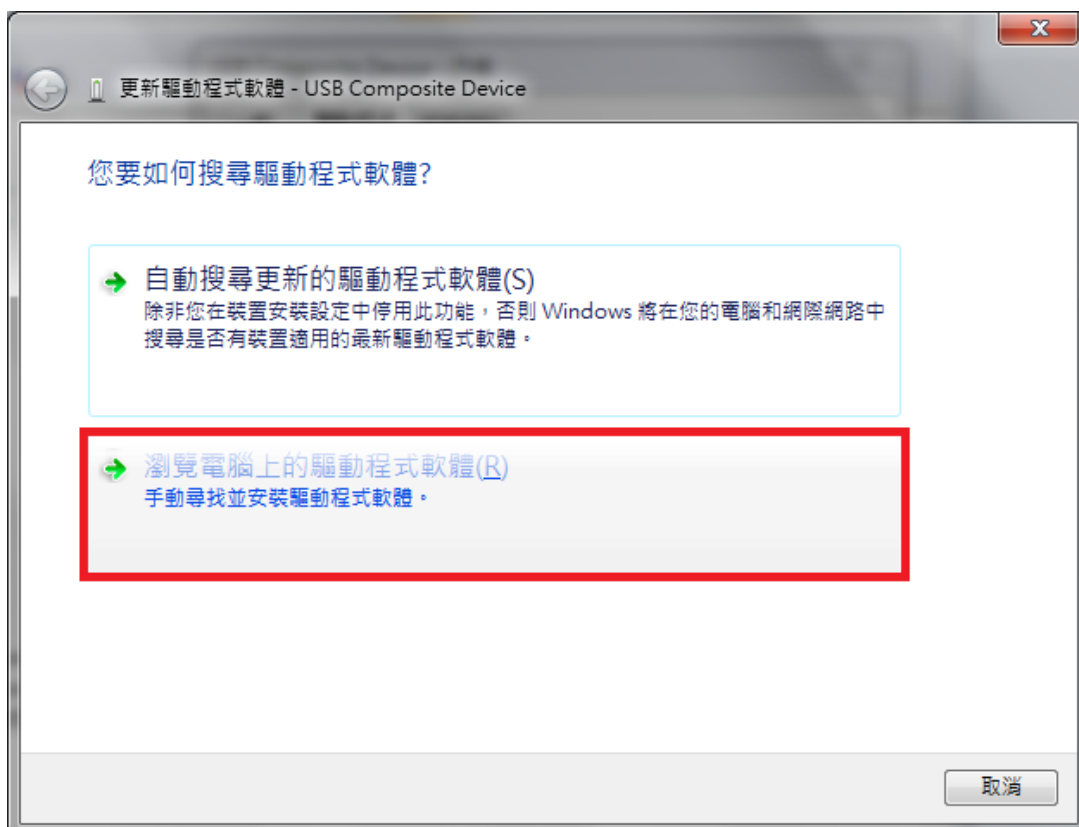 更新驅動程式軟體 - USB Composite Device
您要如何搜尋驅動程式軟體?
自動搜尋更新的驅動程式軟體(S)
除非您在裝置安裝設定中停用此功能，否則 Windows 將在您的電腦和網際網路中
搜尋是否有裝置適用的最新驅動程式軟體。
瀏覽電腦上的驅動程式軟體(R)
手動尋找並安裝驅動程式軟體。
取消